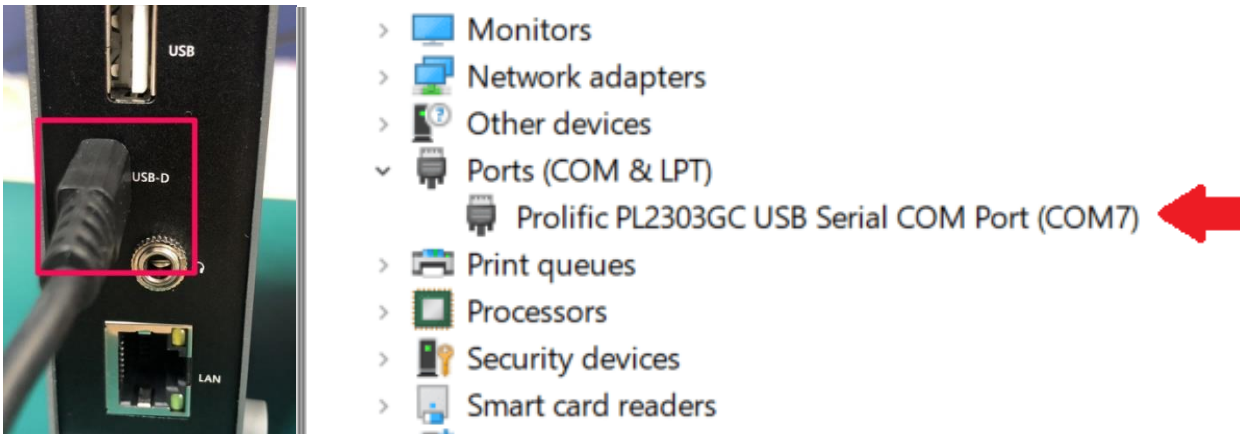 USB
USB-D
LAN
Monitors
Network adapters
Other devices
Ports (COM & LPT)
Prolific PL2303GC USB Serial COM Port (COM7)
Print queues
Processors
Security devices
Smart card readers